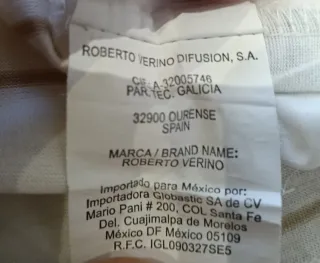 ROBERTO VERINO DIFUSION, S.A.
CIF. A-32005746
PAR. TEC. GALICIA
32900 OURENSE
SPAIN
MARCA / BRAND NAME:
ROBERTO VERINO
Importado para México por:
Importadora Globastic SA de CV
Mario Pani # 200, COL Santa Fe
Del. Cuajimalpa de Morelos
México DF México 05109
R.F.C. IGL090327SE5